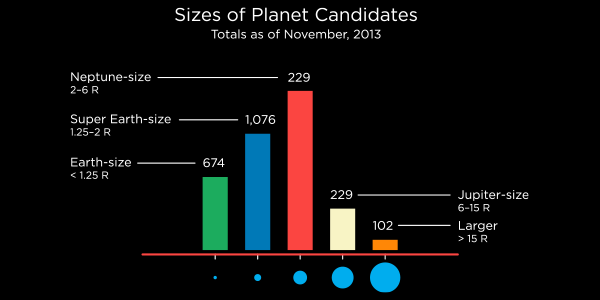 Sizes of Planet Candidates
Totals as of November, 2013
Neptune-size
2–6 R
229
Super Earth-size
1.25–2 R
1,076
Earth-size
< 1.25 R
674
229
Jupiter-size
6–15 R
102
Larger
> 15 R